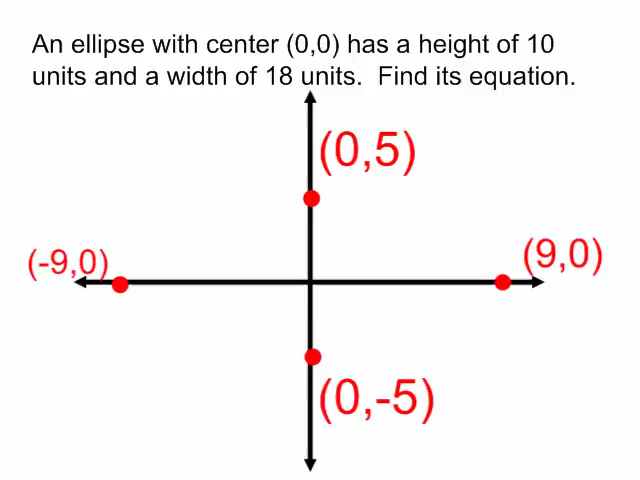 An ellipse with center (0,0) has a height of 10
units and a width of 18 units. Find its equation.
(0,5)
(-9,0)
(9,0)
(0,-5)